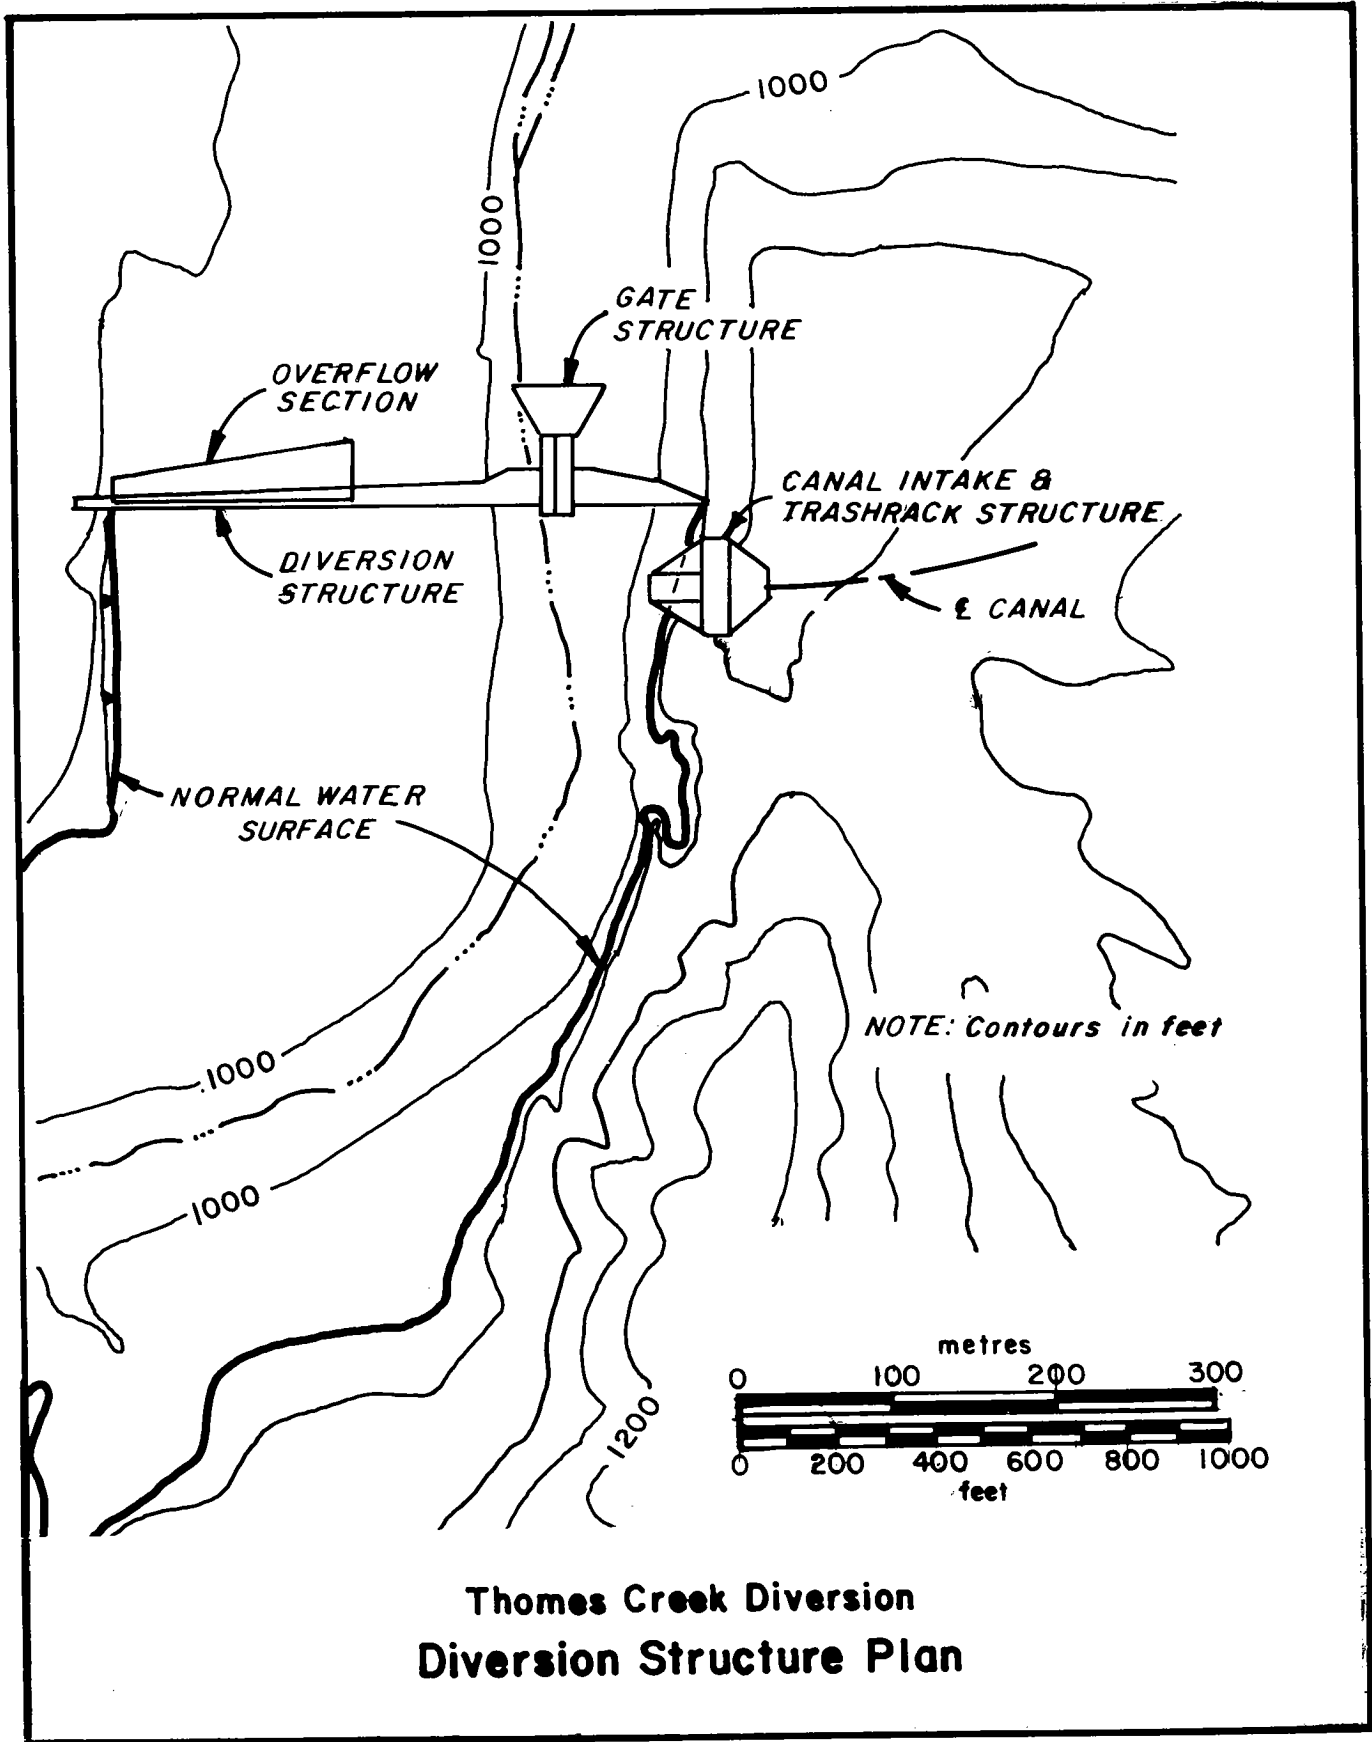 1000
1000
GATE
STRUCTURE
OVERFLOW
SECTION
CANAL INTAKE &
TRASHRACK STRUCTURE
DIVERSION
STRUCTURE
℄ CANAL
NORMAL WATER
SURFACE
NOTE: Contours in feet
1000
1000
metres
0 100 200 300
1200
0 200 400 600 800 1000
feet
Thomes Creek Diversion
Diversion Structure Plan